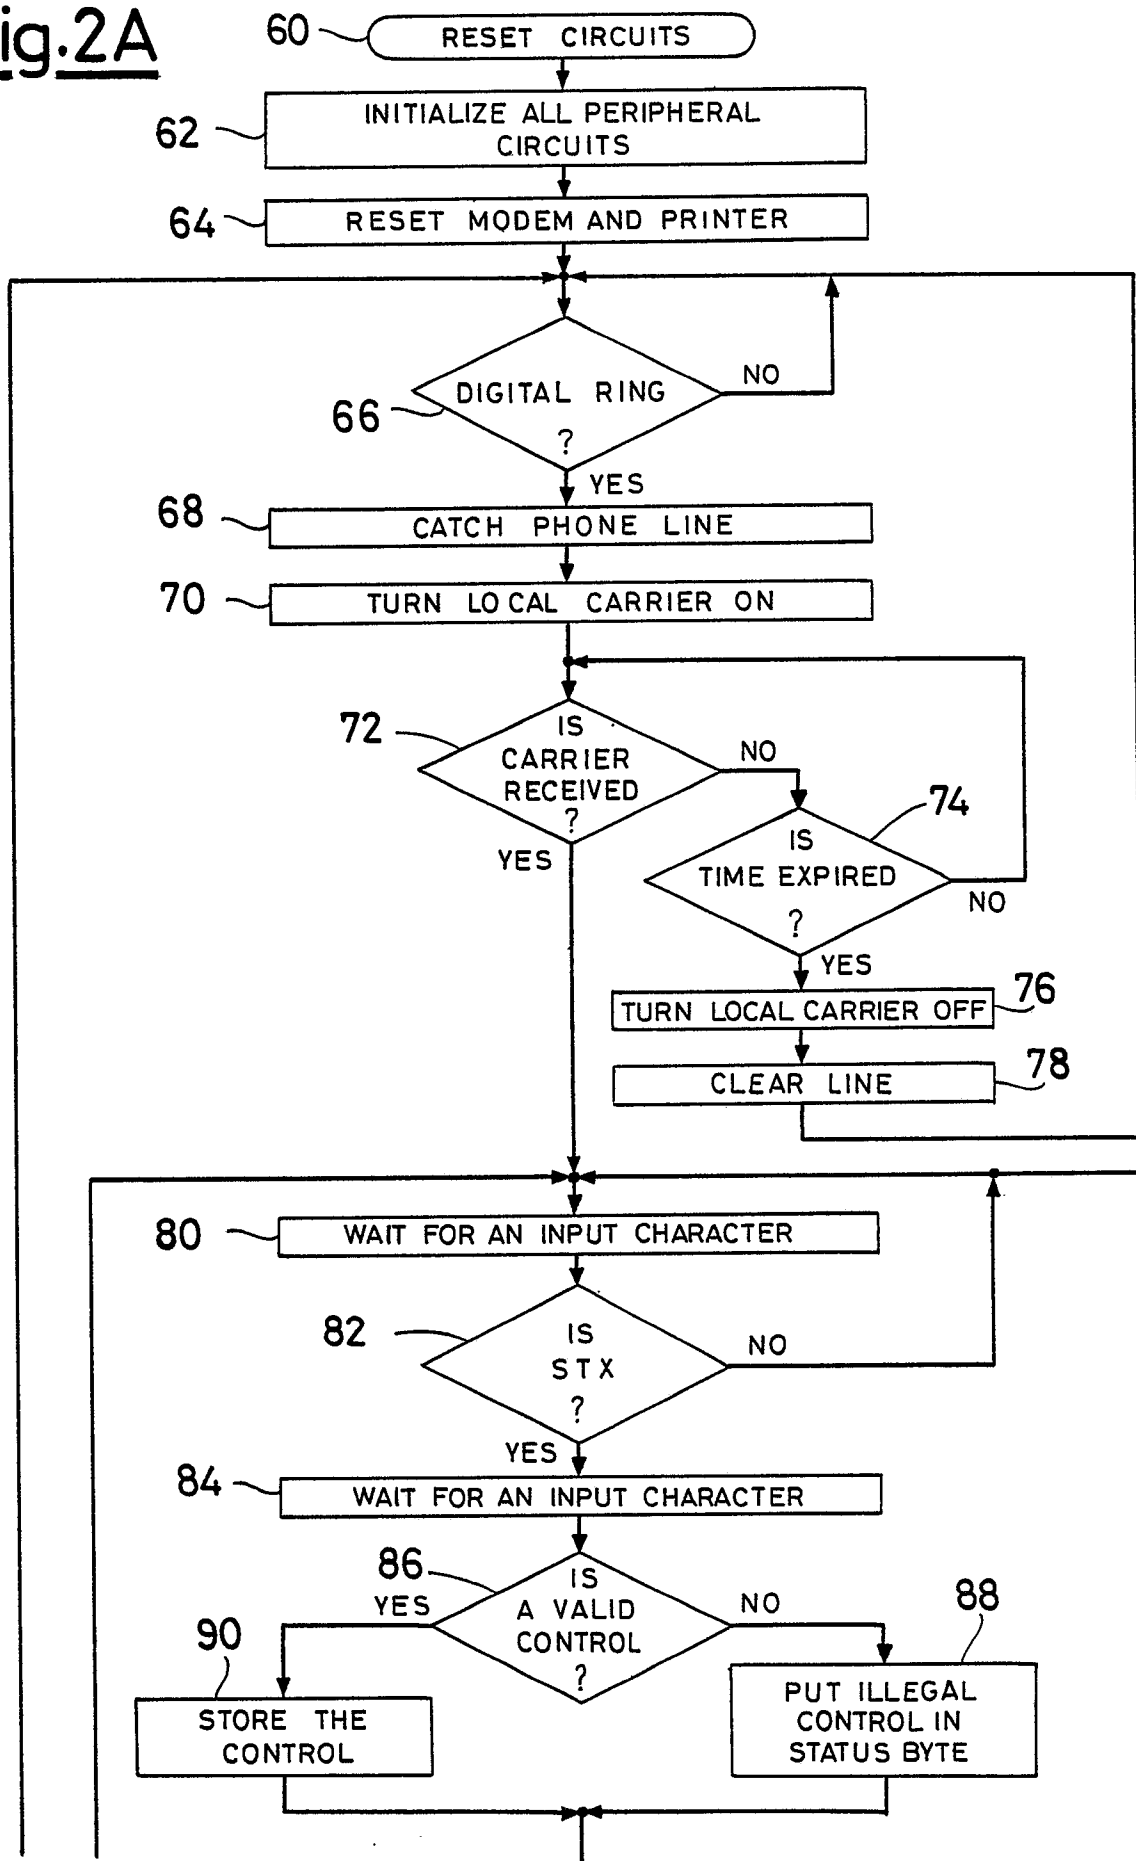 ig.2A
60 RESET CIRCUITS
62 INITIALIZE ALL PERIPHERAL
CIRCUITS
64 RESET MODEM AND PRINTER
66 DIGITAL RING
?
NO
YES
68 CATCH PHONE LINE
70 TURN LOCAL CARRIER ON
72 IS
CARRIER
RECEIVED
?
NO
YES
74
IS
TIME EXPIRED
?
NO
YES
TURN LOCAL CARRIER OFF 76
CLEAR LINE 78
80 WAIT FOR AN INPUT CHARACTER
82 IS
STX
?
NO
YES
84 WAIT FOR AN INPUT CHARACTER
86 IS
A VALID
CONTROL
?
YES
NO
90
STORE THE
CONTROL
88
PUT ILLEGAL
CONTROL IN
STATUS BYTE